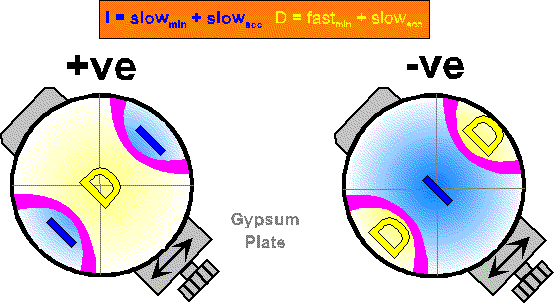 I = slowmin + slowacc D = fastmin + slowacc
+ve -ve
I
D
I
D
I
D
Gypsum
Plate